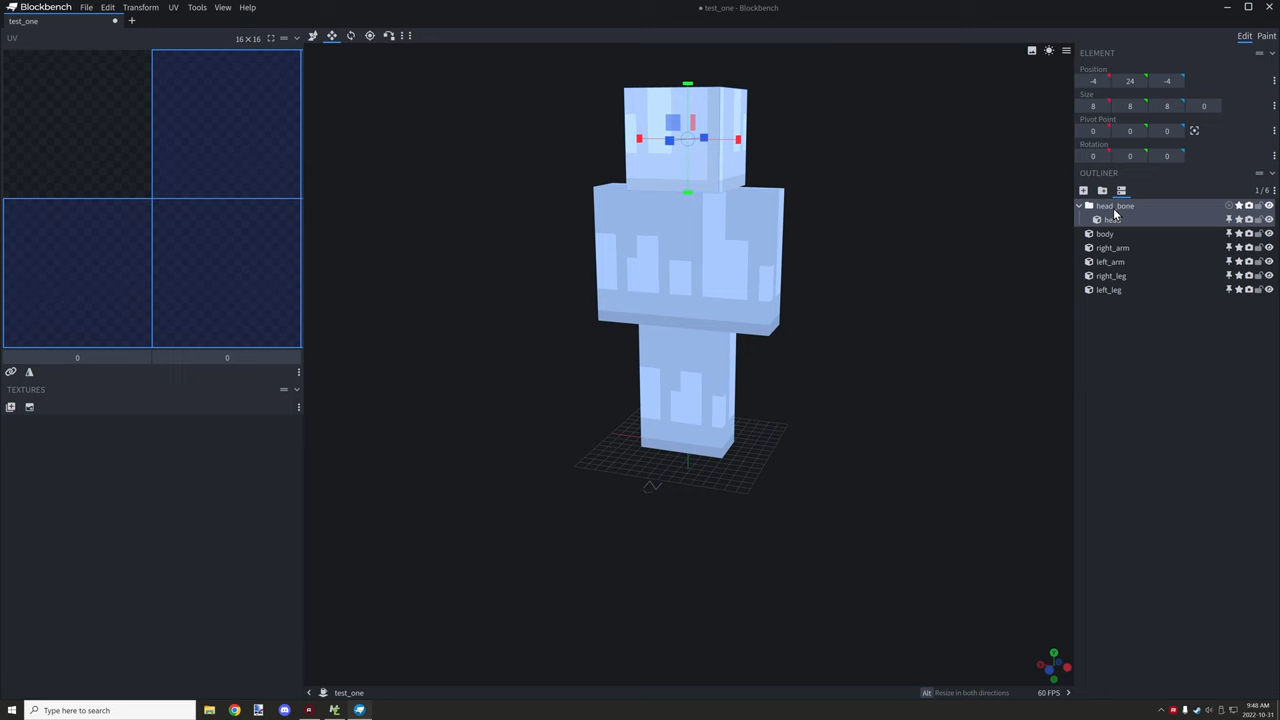 Blockbench File Edit Transform UV Tools View Help
test_one - Blockbench
test_one
UV
16 × 16
Edit Paint
ELEMENT
Position
-4 24 -4
Size
8 8 8 0
Pivot Point
0 0 0
Rotation
0 0 0
OUTLINER
1/6
head_bone
head
body
right_arm
left_arm
right_leg
left_leg
0 0
TEXTURES
Y
test_one
Alt Resize in both directions
60 FPS
Type here to search
9:48 AM
2022-10-31